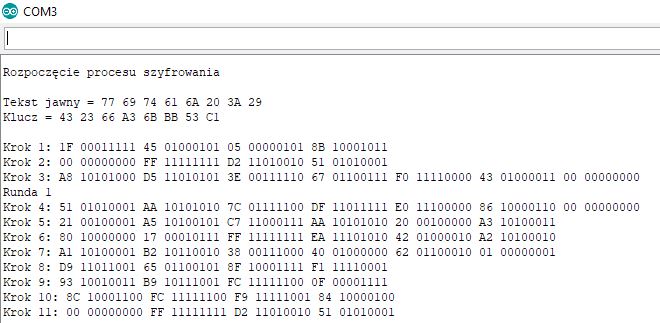 COM3
Rozpoczęcie procesu szyfrowania
Tekst jawny = 77 69 74 61 6A 20 3A 29
Klucz = 43 23 66 A3 6B BB 53 C1
Krok 1: 1F 00011111 45 01000101 05 00000101 8B 10001011
Krok 2: 00 00000000 FF 11111111 D2 11010010 51 01010001
Krok 3: A8 10101000 D5 11010101 3E 00111110 67 01100111 F0 11110000 43 01000011 00 00000000
Runda 1
Krok 4: 51 01010001 AA 10101010 7C 01111100 DF 11011111 E0 11100000 86 10000110 00 00000000
Krok 5: 21 00100001 A5 10100101 C7 11000111 AA 10101010 20 00100000 A3 10100011
Krok 6: 80 10000000 17 00010111 FF 11111111 EA 11101010 42 01000010 A2 10100010
Krok 7: A1 10100001 B2 10110010 38 00111000 40 01000000 62 01100010 01 00000001
Krok 8: D9 11011001 65 01100101 8F 10001111 F1 11110001
Krok 9: 93 10010011 B9 10111001 FC 11111100 0F 00001111
Krok 10: 8C 10001100 FC 11111100 F9 11111001 84 10000100
Krok 11: 00 00000000 FF 11111111 D2 11010010 51 01010001